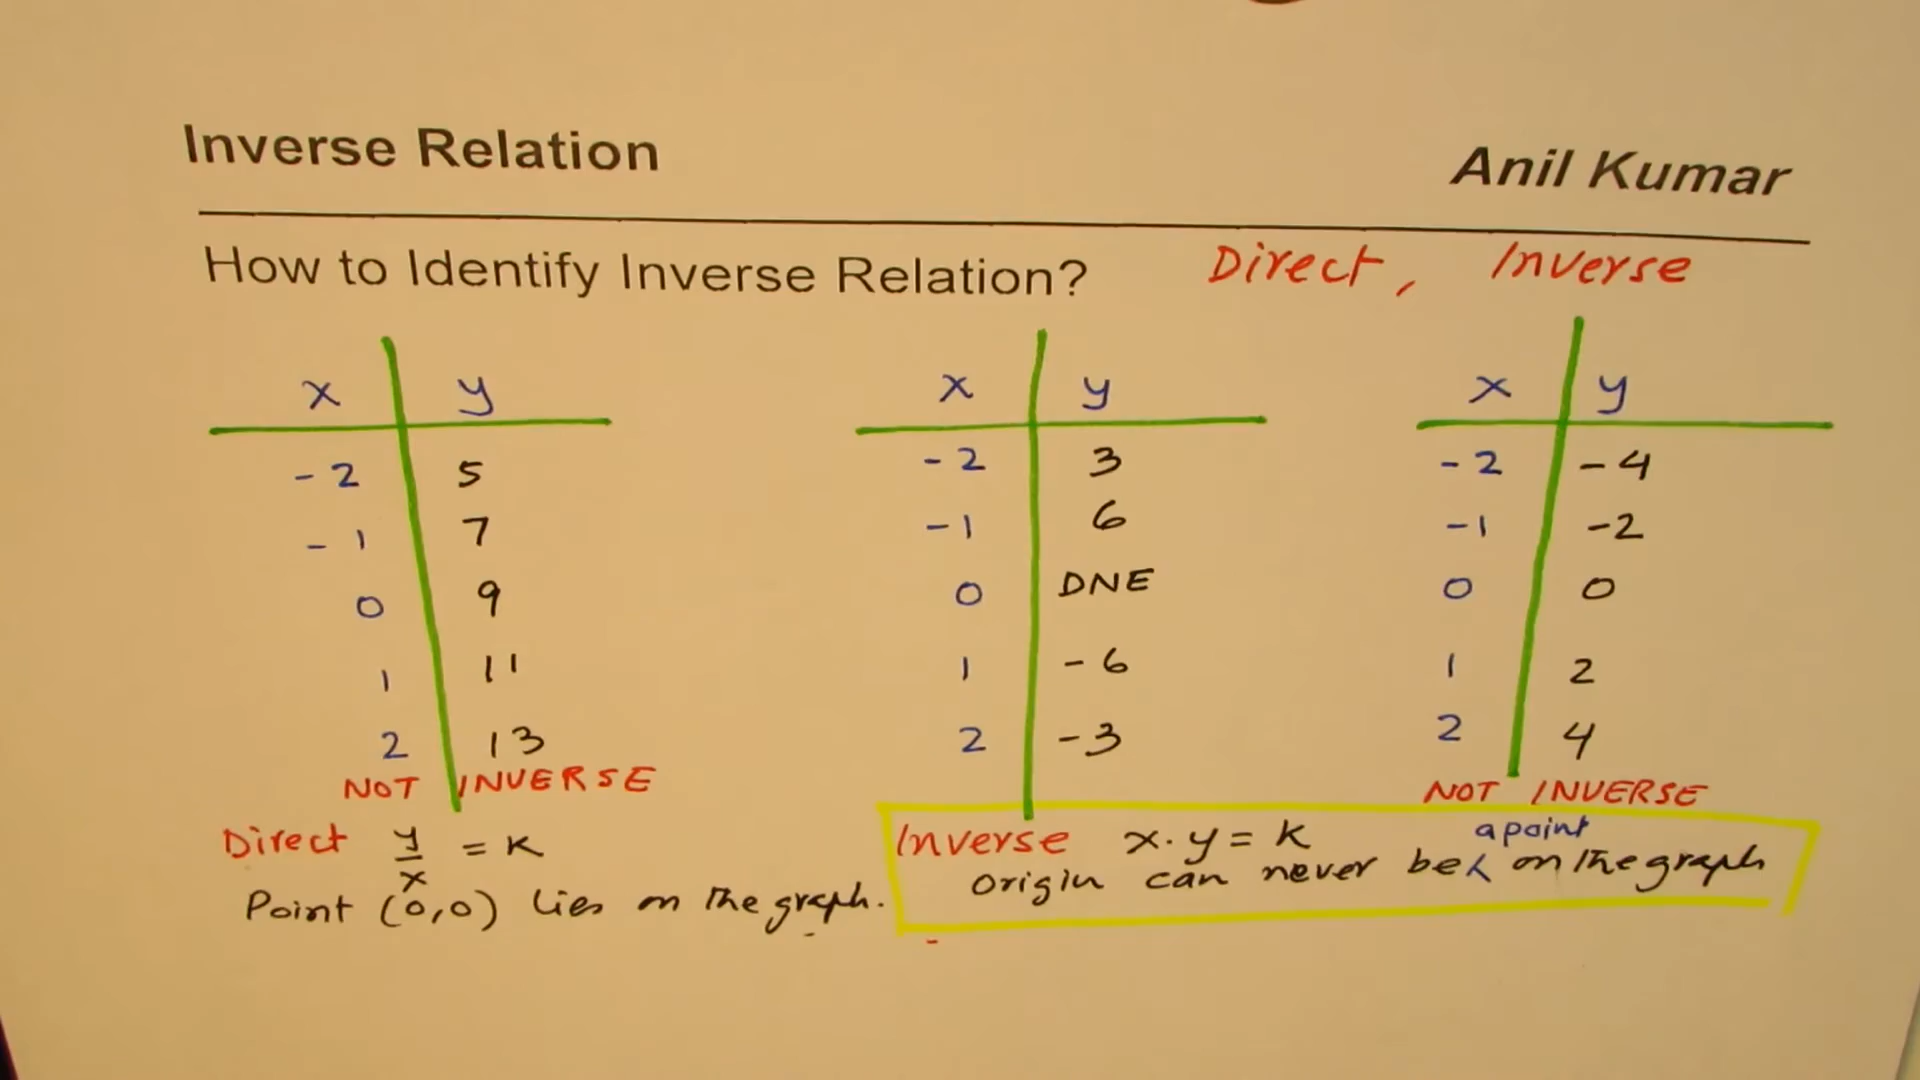 Inverse Relation
Anil Kumar
How to Identify Inverse Relation?
Direct, Inverse
x y
-2 5
-1 7
0 9
1 11
2 13
NOT INVERSE
x y
-2 3
-1 6
0 DNE
1 -6
2 -3
x y
-2 -4
-1 -2
0 0
1 2
2 4
NOT INVERSE
Direct y/x = K
Point (0,0) lies on the graph.
Inverse x·y = K
a point
origin can never be on the graph